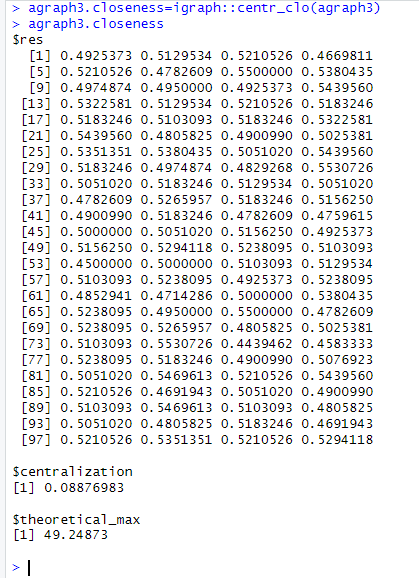 > agraph3.closeness=igraph::centr_clo(agraph3)
> agraph3.closeness
$res
[1] 0.4925373 0.5129534 0.5210526 0.4669811
[5] 0.5210526 0.4782609 0.5500000 0.5380435
[9] 0.4974874 0.4950000 0.4925373 0.5439560
[13] 0.5322581 0.5129534 0.5210526 0.5183246
[17] 0.5183246 0.5103093 0.5183246 0.5322581
[21] 0.5439560 0.4805825 0.4900990 0.5025381
[25] 0.5351351 0.5380435 0.5051020 0.5439560
[29] 0.5183246 0.4974874 0.4829268 0.5530726
[33] 0.5051020 0.5183246 0.5129534 0.5051020
[37] 0.4782609 0.5265957 0.5183246 0.5156250
[41] 0.4900990 0.5183246 0.4782609 0.4759615
[45] 0.5000000 0.5051020 0.5156250 0.4925373
[49] 0.5156250 0.5294118 0.5238095 0.5103093
[53] 0.4500000 0.5000000 0.5103093 0.5129534
[57] 0.5103093 0.5238095 0.4925373 0.5238095
[61] 0.4852941 0.4714286 0.5000000 0.5380435
[65] 0.5238095 0.4950000 0.5500000 0.4782609
[69] 0.5238095 0.5265957 0.4805825 0.5025381
[73] 0.5103093 0.5530726 0.4439462 0.4583333
[77] 0.5238095 0.5183246 0.4900990 0.5076923
[81] 0.5051020 0.5469613 0.5210526 0.5439560
[85] 0.5210526 0.4691943 0.5051020 0.4900990
[89] 0.5103093 0.5469613 0.5103093 0.4805825
[93] 0.5051020 0.4805825 0.5183246 0.4691943
[97] 0.5210526 0.5351351 0.5210526 0.5294118
$centralization
[1] 0.08876983
$theoretical_max
[1] 49.24873
>